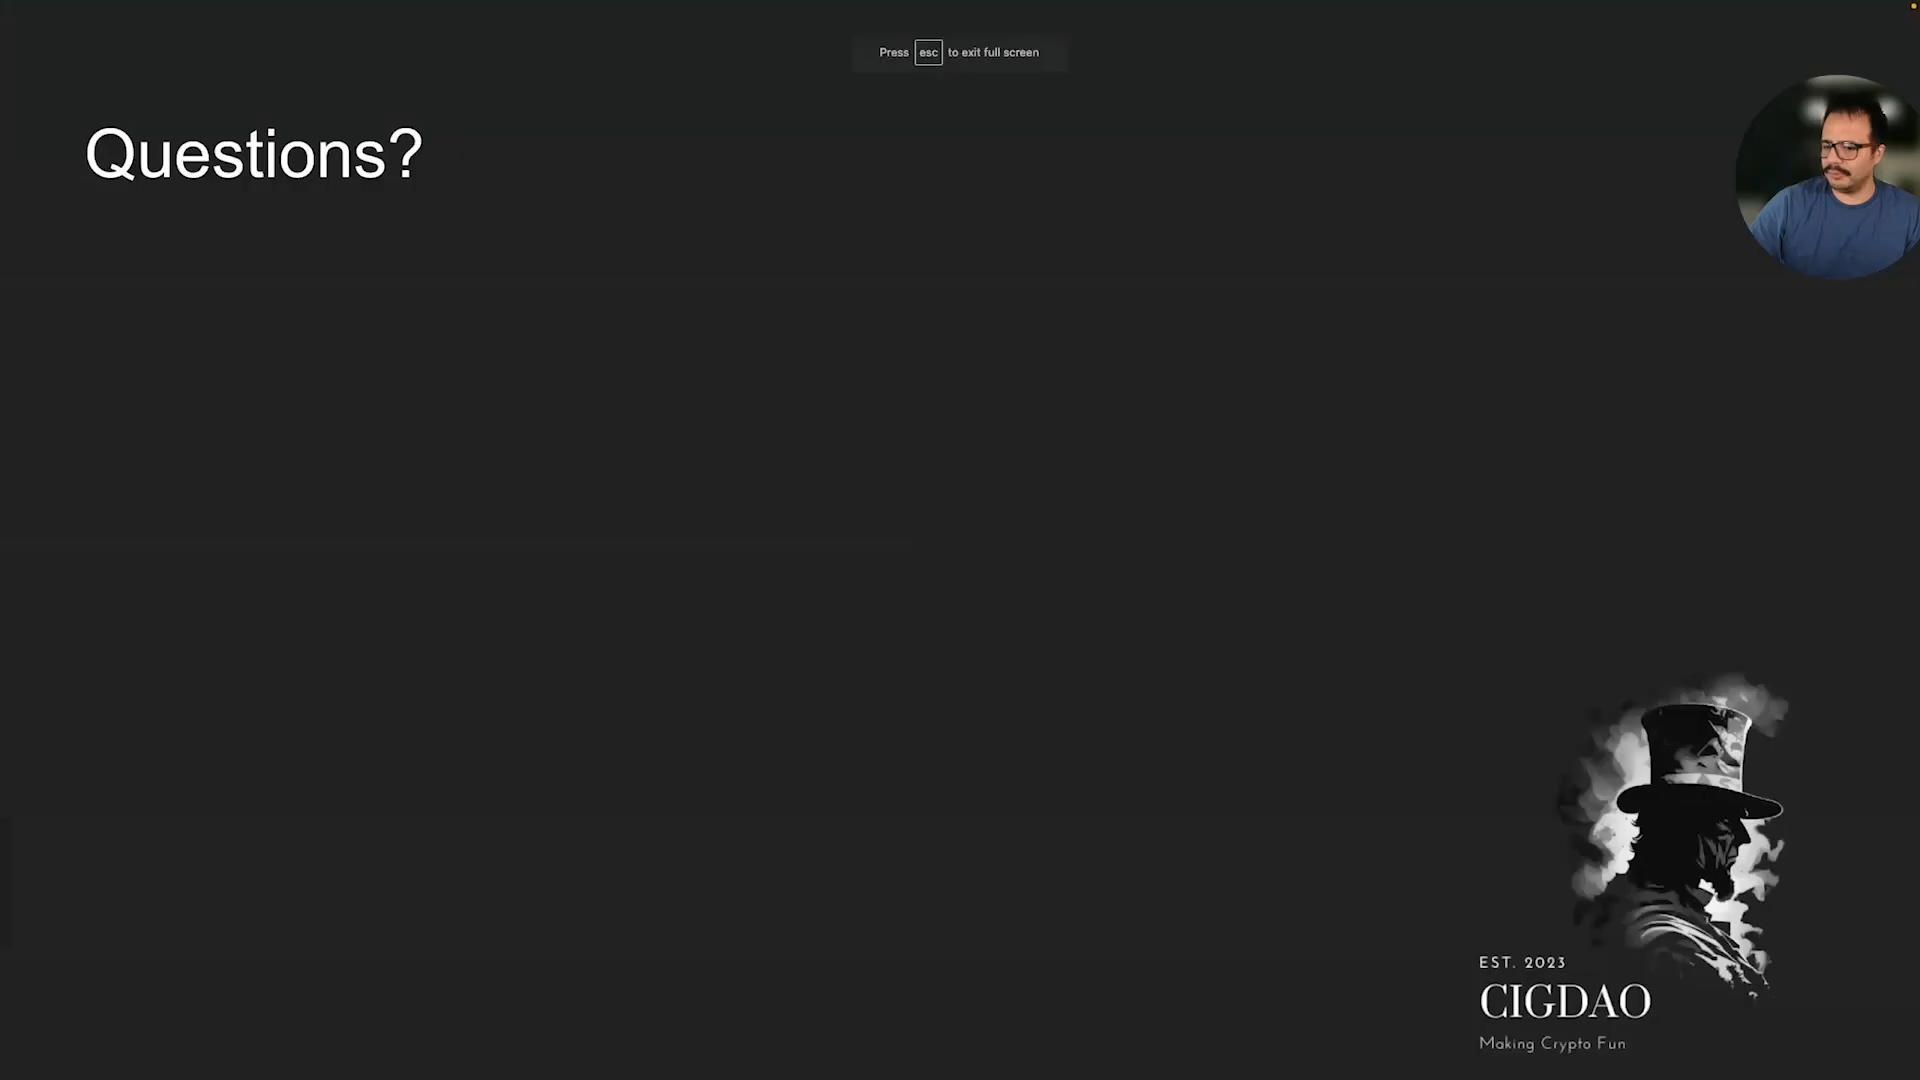 Press esc to exit full screen
Questions?
EST. 2023
CIGDAO
Making Crypto Fun